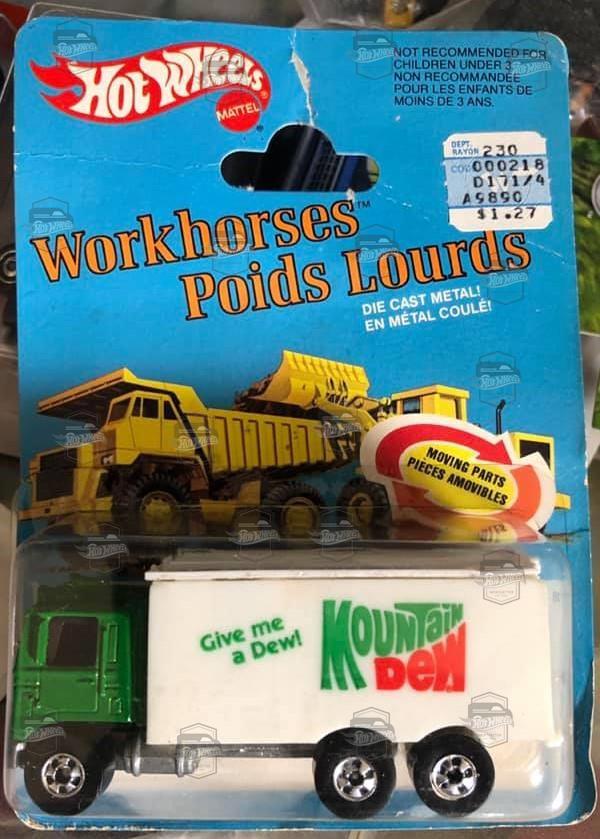 HOT WHEELS®
MATTEL®
NOT RECOMMENDED FOR
CHILDREN UNDER 3
NON RECOMMANDÉE
POUR LES ENFANTS DE
MOINS DE 3 ANS.
DEPT. RAYON 230
000218
D171/4
A9890
$1.27
Workhorses™
Poids Lourds
DIE CAST METAL!
EN MÉTAL COULÉ!
MOVING PARTS
PIECES AMOVIBLES
Give me
a Dew!
MOUNTAIN
DEW